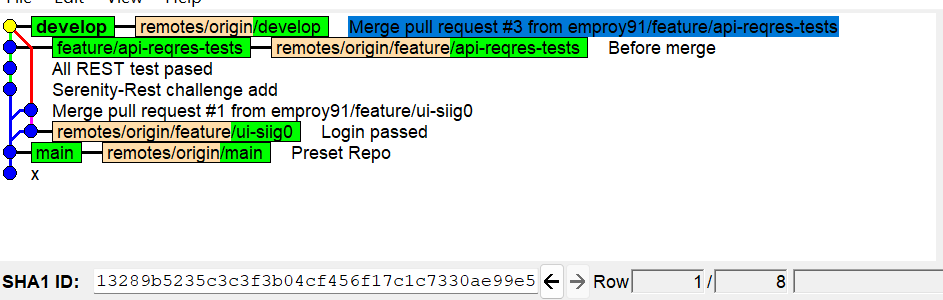 develop remotes/origin/develop Merge pull request #3 from emproy91/feature/api-reqres-tests
feature/api-reqres-tests remotes/origin/feature/api-reqres-tests Before merge
All REST test pased
Serenity-Rest challenge add
Merge pull request #1 from emproy91/feature/ui-siig0
remotes/origin/feature/ui-siig0 Login passed
main remotes/origin/main Preset Repo
x
SHA1 ID: 13289b5235c3c3f3b04cf456f17c1c7330ae99e5 Row 1 / 8